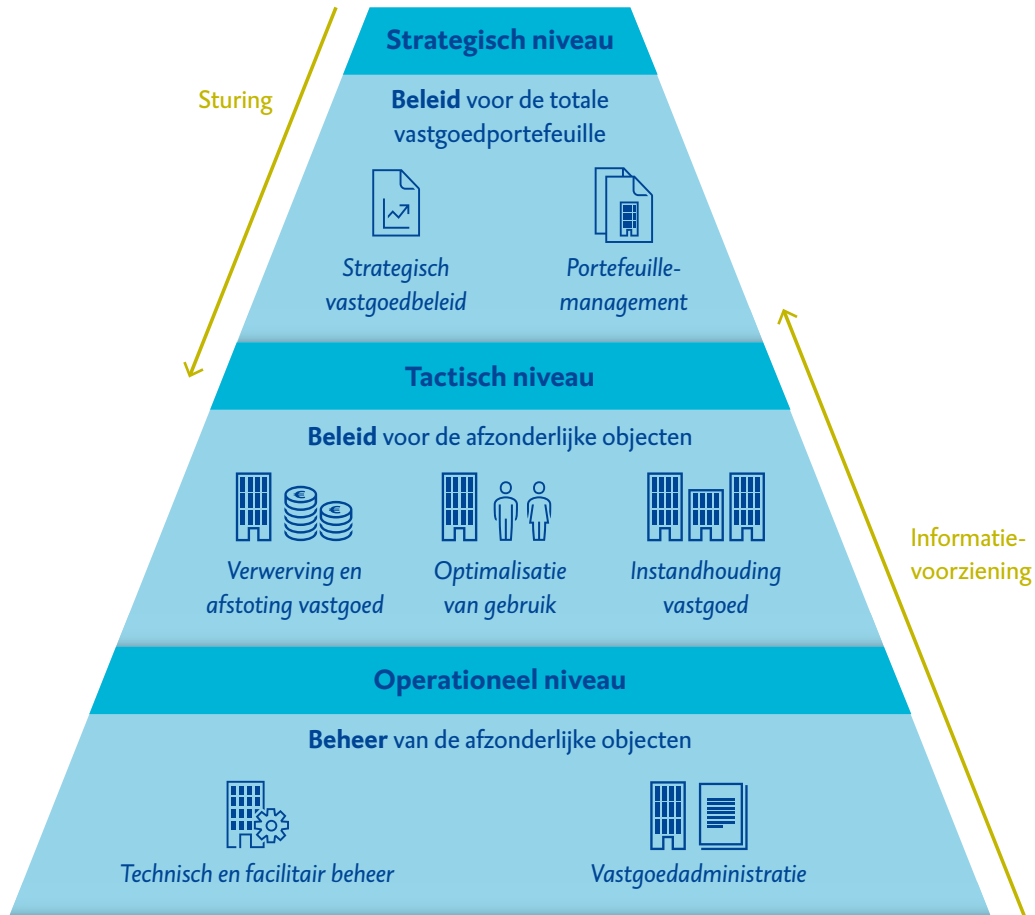 Strategisch niveau
Sturing
Beleid voor de totale
vastgoedportefeuille
Strategisch
vastgoedbeleid
Portefeuille-
management
Tactisch niveau
Beleid voor de afzonderlijke objecten
€
€
Verwerving en
afstoting vastgoed
Optimalisatie
van gebruik
Instandhouding
vastgoed
Informatie-
voorziening
Operationeel niveau
Beheer van de afzonderlijke objecten
Technisch en facilitair beheer
Vastgoedadministratie